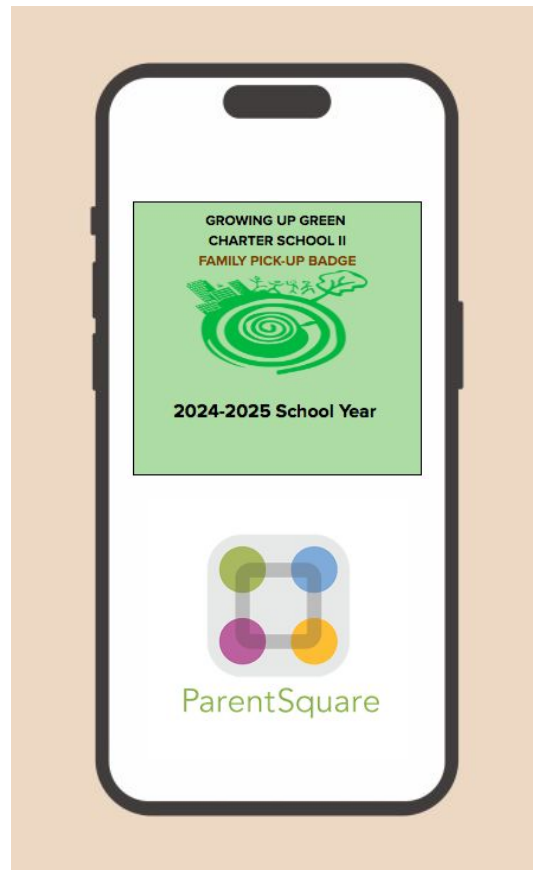 GROWING UP GREEN
CHARTER SCHOOL II
FAMILY PICK-UP BADGE
2024-2025 School Year
ParentSquare